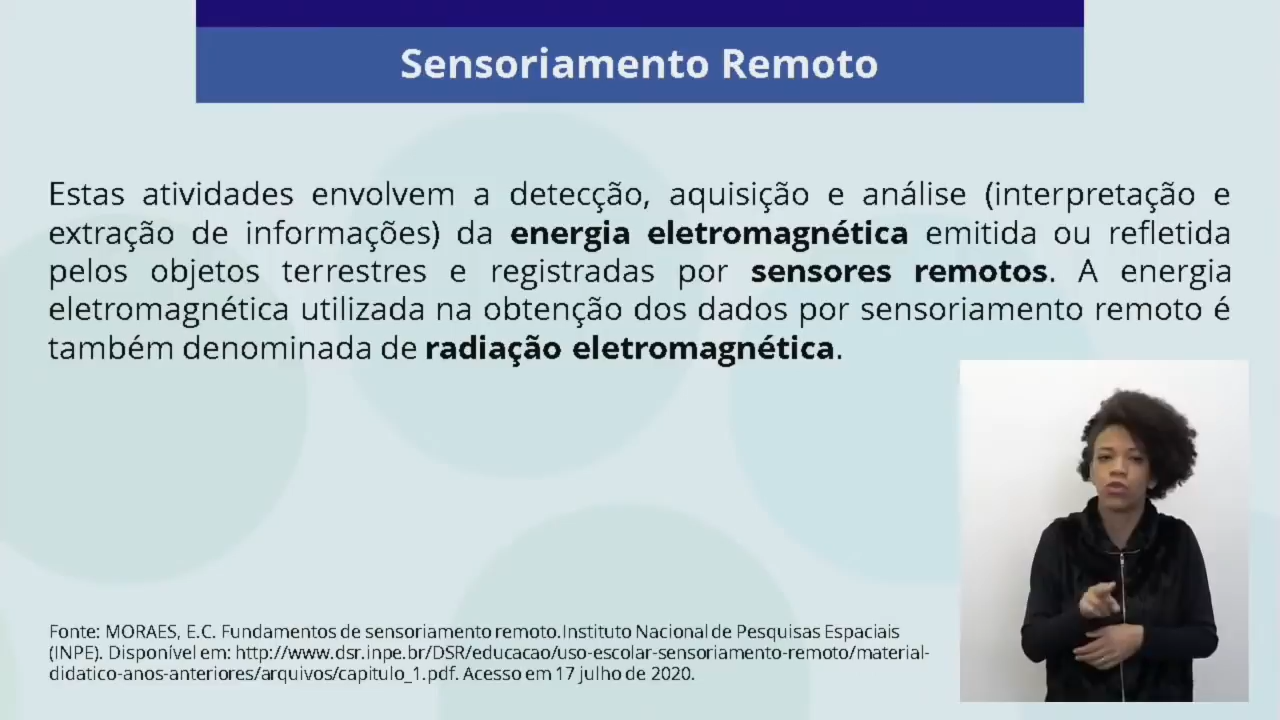 Sensoriamento Remoto
Estas atividades envolvem a detecção, aquisição e análise (interpretação e
extração de informações) da energia eletromagnética emitida ou refletida
pelos objetos terrestres e registradas por sensores remotos. A energia
eletromagnética utilizada na obtenção dos dados por sensoriamento remoto é
também denominada de radiação eletromagnética.
Fonte: MORAES, E.C. Fundamentos de sensoriamento remoto.Instituto Nacional de Pesquisas Espaciais
(INPE). Disponível em: http://www.dsr.inpe.br/DSR/educacao/uso-escolar-sensoriamento-remoto/material-
didatico-anos-anteriores/arquivos/capitulo_1.pdf. Acesso em 17 julho de 2020.